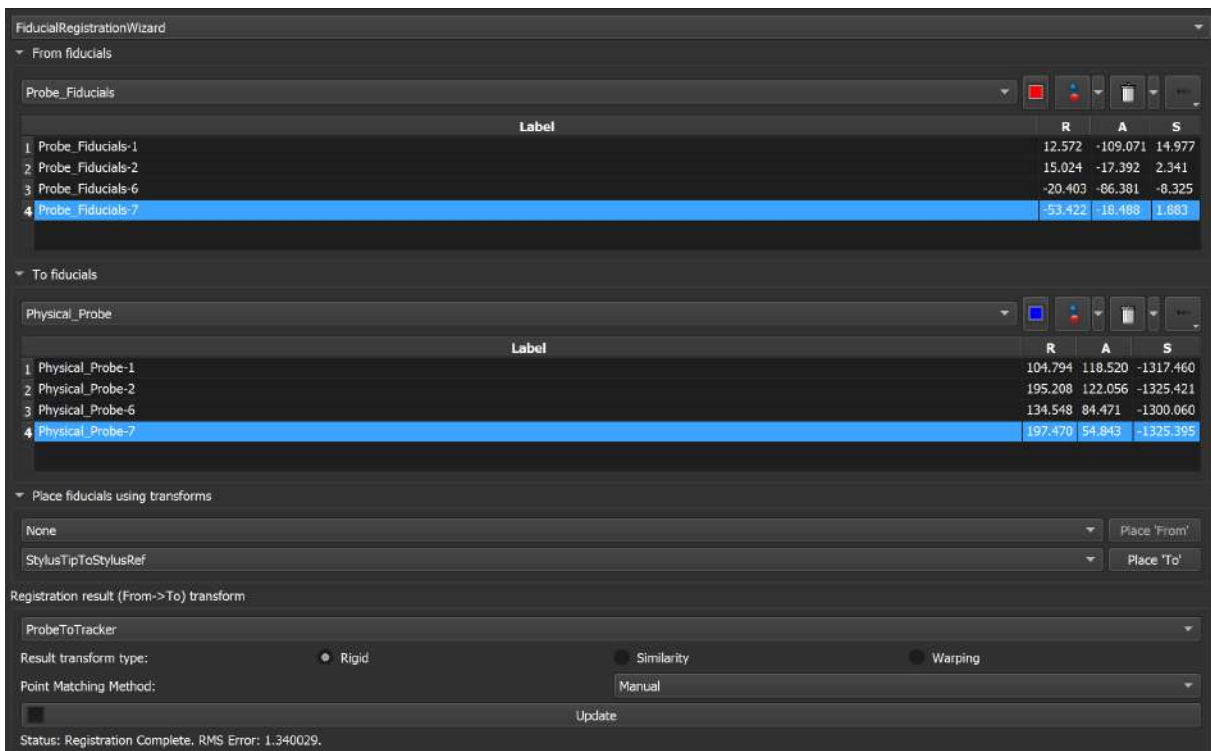 FiducialRegistrationWizard
From fiducials
Probe_Fiducials
Label R A S
1 Probe_Fiducials-1 12.572 -109.071 14.977
2 Probe_Fiducials-2 15.024 -17.392 2.341
3 Probe_Fiducials-6 -20.403 -86.381 -8.325
4 Probe_Fiducials-7 -53.422 -18.488 1.883
To fiducials
Physical_Probe
Label R A S
1 Physical_Probe-1 104.794 118.520 -1317.460
2 Physical_Probe-2 195.208 122.056 -1325.421
3 Physical_Probe-6 134.548 84.471 -1300.060
4 Physical_Probe-7 197.470 54.843 -1325.395
Place fiducials using transforms
None Place 'From'
StylusTipToStylusRef Place 'To'
Registration result (From->To) transform
ProbeToTracker
Result transform type: Rigid Similarity Warping
Point Matching Method: Manual
Update
Status: Registration Complete. RMS Error: 1.340029.